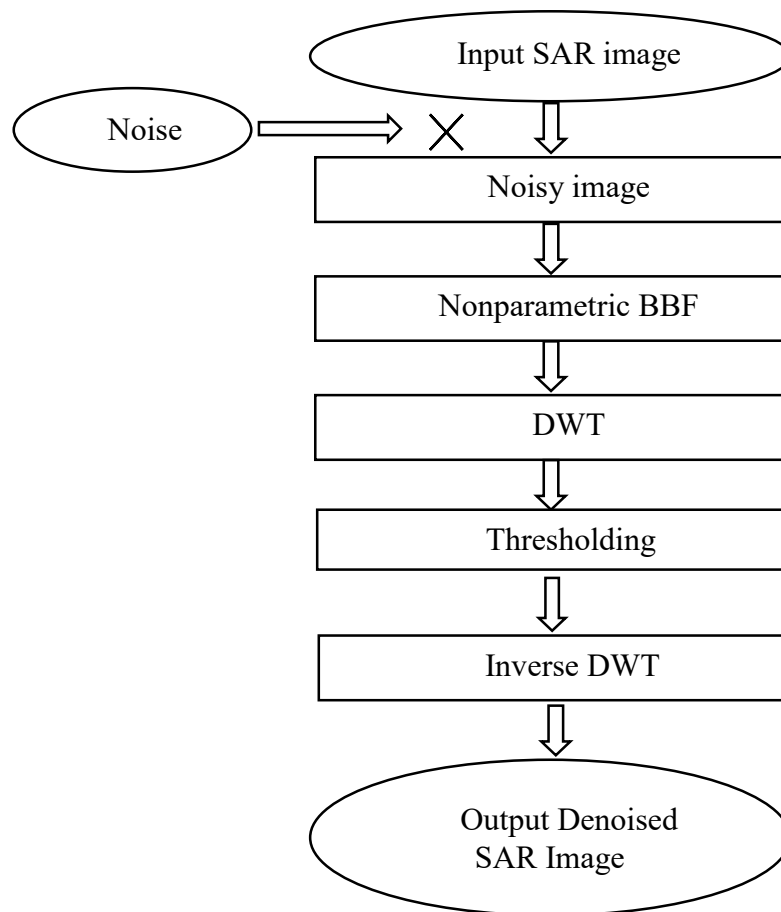 Input SAR image
Noise
Noisy image
Nonparametric BBF
DWT
Thresholding
Inverse DWT
Output Denoised
SAR Image